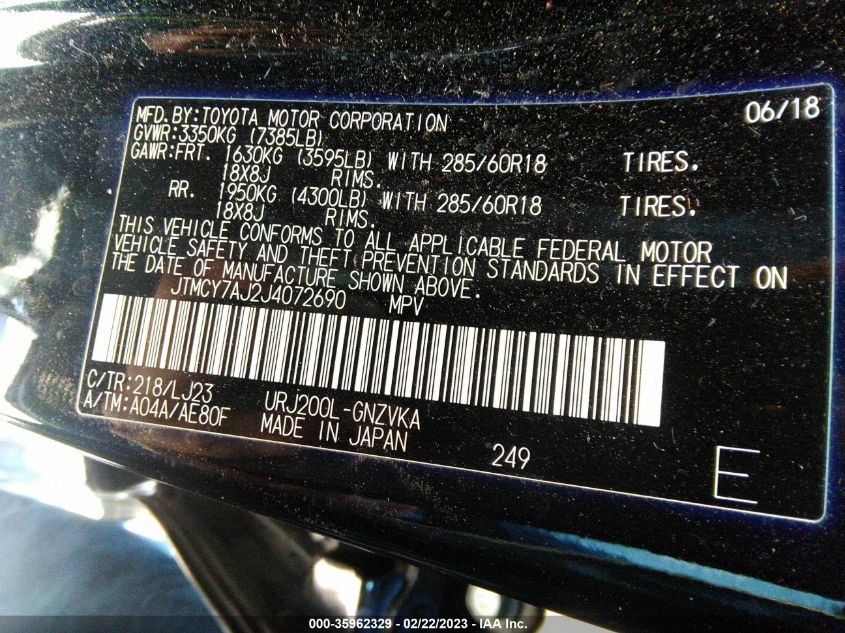 MFD.BY:TOYOTA MOTOR CORPORATION 06/18
GVWR:3350KG (7385LB)
GAWR:FRT. 1630KG (3595LB) WITH 285/60R18 TIRES.
18X8J RIMS.
RR. 1950KG (4300LB) WITH 285/60R18 TIRES.
18X8J RIMS.
THIS VEHICLE CONFORMS TO ALL APPLICABLE FEDERAL MOTOR
VEHICLE SAFETY AND THEFT PREVENTION STANDARDS IN EFFECT ON
THE DATE OF MANUFACTURE SHOWN ABOVE.
JTMCY7AJ2J4072690 MPV
C/TR:218/LJ23 URJ200L-GNZVKA
A/TM:A04A/AE80F MADE IN JAPAN 249 E
000-35962329 - 02/22/2023 - IAA Inc.